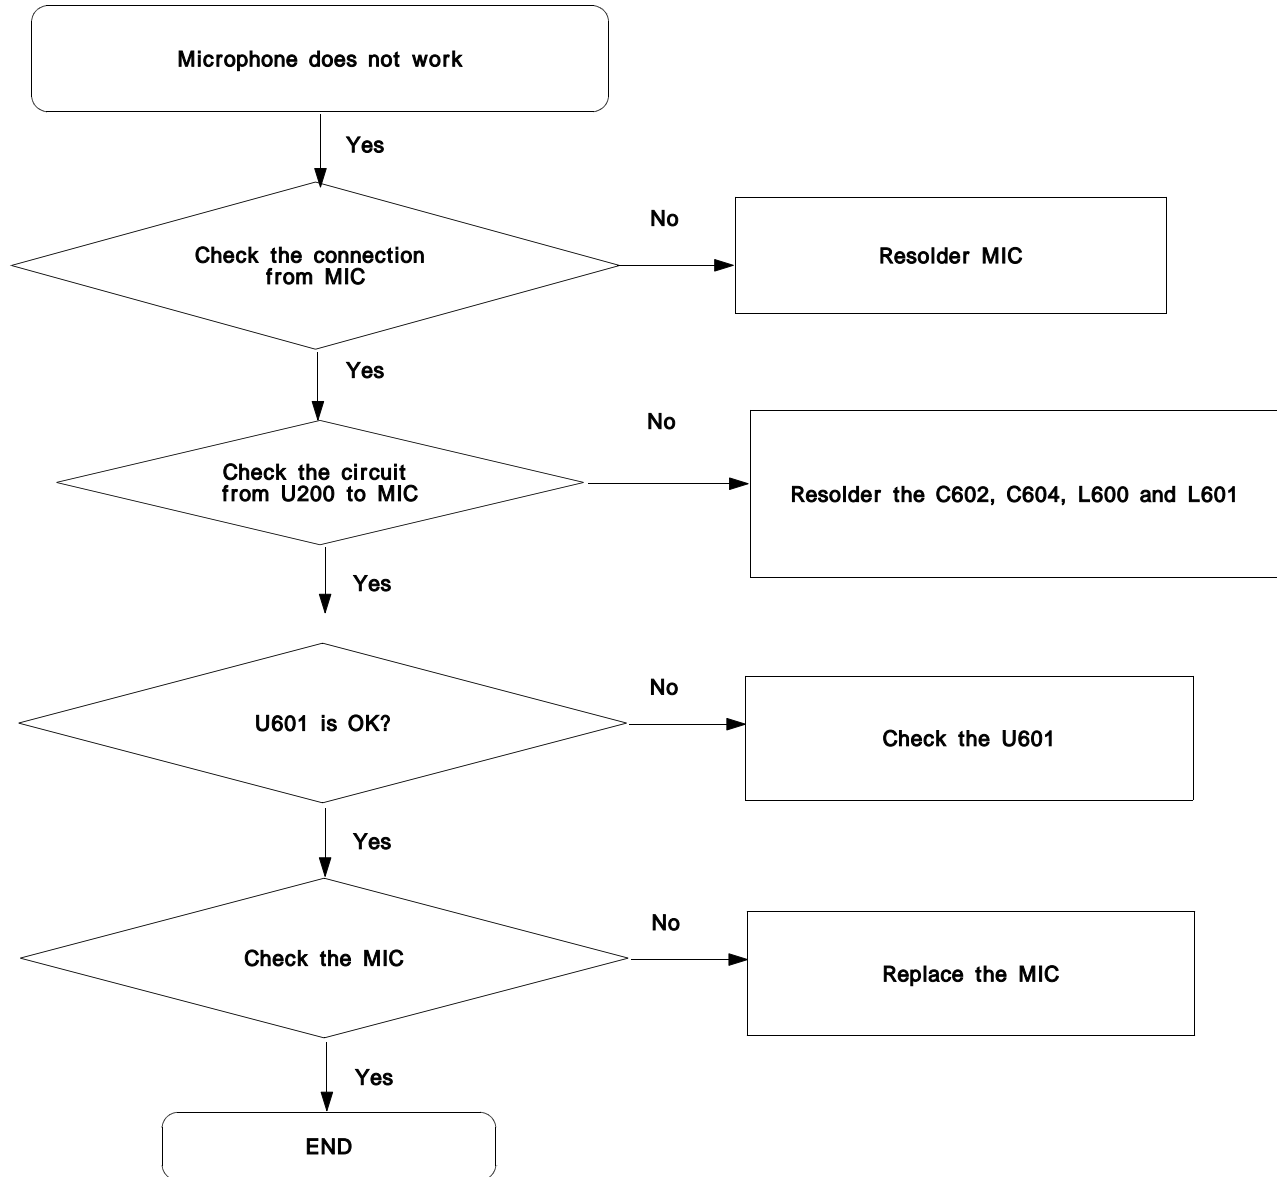 Microphone does not work
Yes
Check the connection
from MIC
No
Resolder MIC
Yes
Check the circuit
from U200 to MIC
No
Resolder the C602, C604, L600 and L601
Yes
U601 is OK?
No
Check the U601
Yes
Check the MIC
No
Replace the MIC
Yes
END